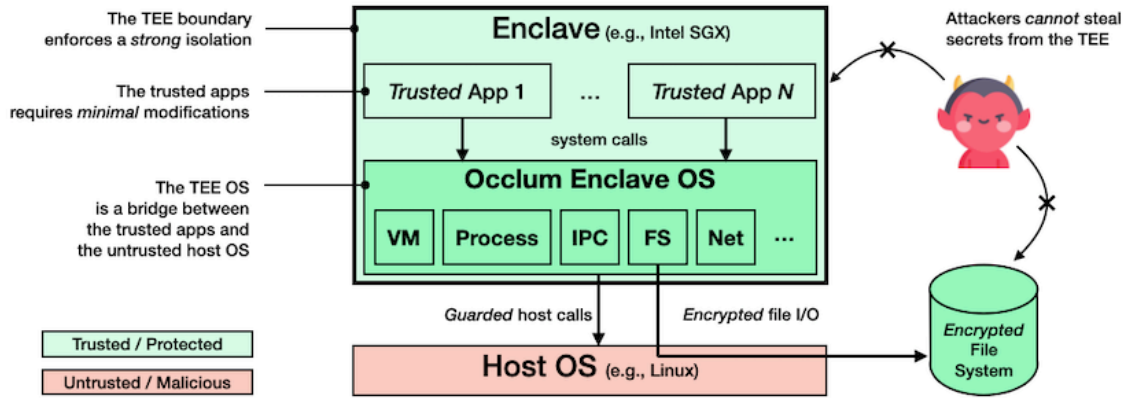 The TEE boundary
enforces a strong isolation
Enclave (e.g., Intel SGX)
Attackers cannot steal
secrets from the TEE
The trusted apps
requires minimal modifications
Trusted App 1
...
Trusted App N
system calls
The TEE OS
is a bridge between
the trusted apps and
the untrusted host OS
Occlum Enclave OS
VM
Process
IPC
FS
Net
...
Guarded host calls
Encrypted file I/O
Encrypted
File
System
Trusted / Protected
Untrusted / Malicious
Host OS (e.g., Linux)